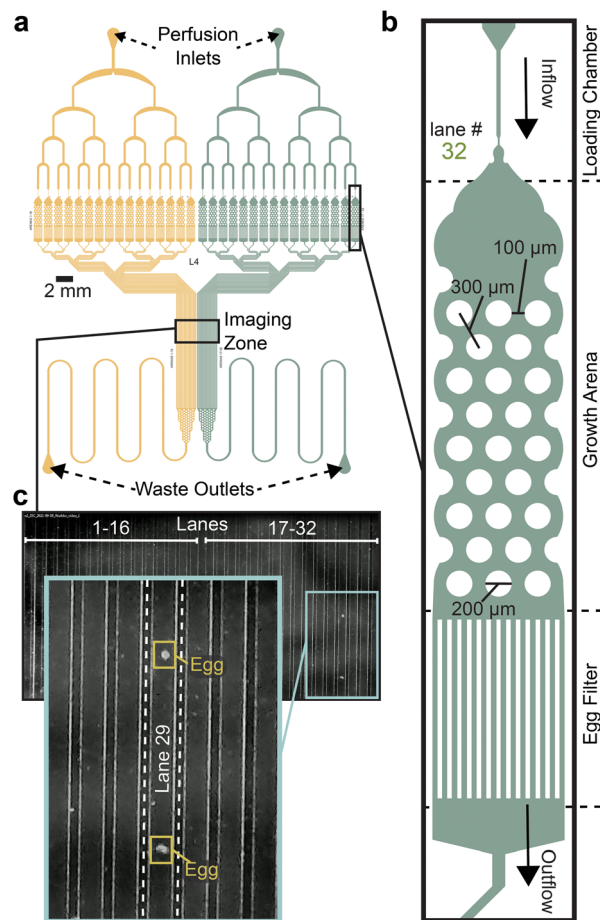 a
Perfusion
Inlets
L4
2 mm
Imaging
Zone
Waste Outlets
b
Inflow
Loading Chamber
lane #
32
100 µm
300 µm
Growth Arena
200 µm
Egg Filter
Outflow
c
Lanes
1-16
17-32
Egg
Lane 29
Egg